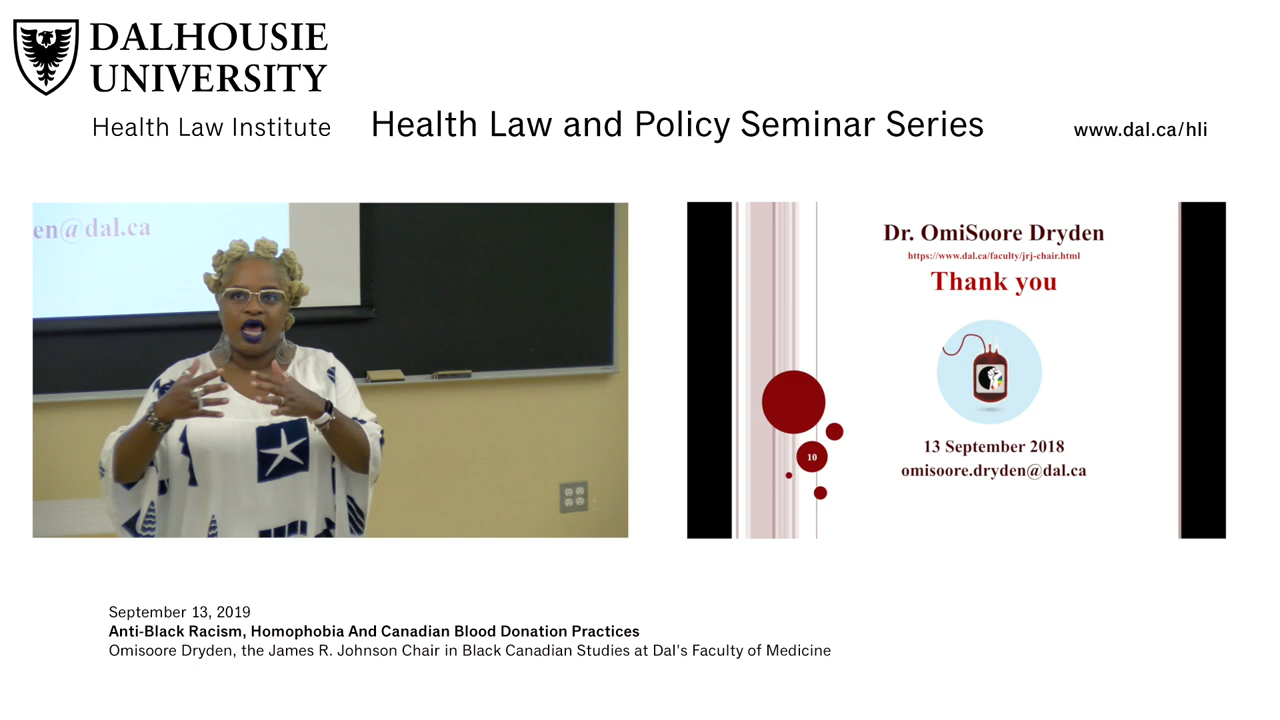 DALHOUSIE
UNIVERSITY
Health Law Institute
Health Law and Policy Seminar Series
www.dal.ca/hli
en@dal.ca
Dr. OmiSoore Dryden
https://www.dal.ca/faculty/jrj-chair.html
Thank you
10
13 September 2018
omisoore.dryden@dal.ca
September 13, 2019
Anti-Black Racism, Homophobia And Canadian Blood Donation Practices
Omisoore Dryden, the James R. Johnson Chair in Black Canadian Studies at Dal's Faculty of Medicine